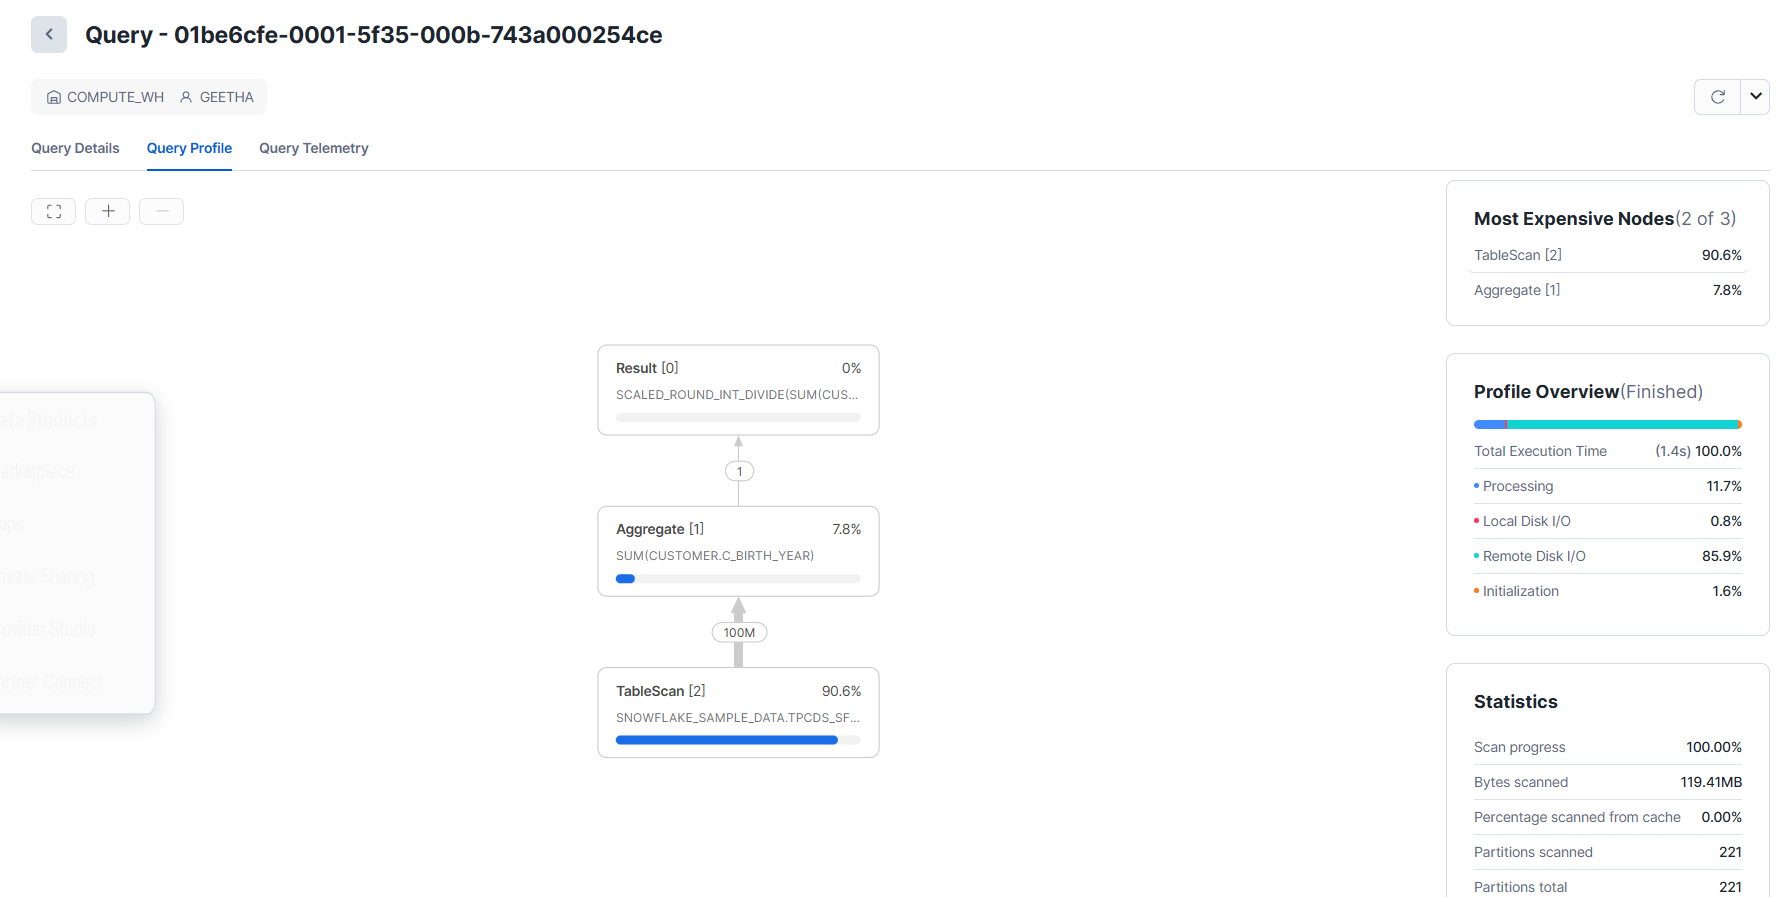 Query - 01be6cfe-0001-5f35-000b-743a000254ce
COMPUTE_WH GEETHA
Query Details Query Profile Query Telemetry
Most Expensive Nodes(2 of 3)
TableScan [2] 90.6%
Aggregate [1] 7.8%
Result [0] 0%
SCALED_ROUND_INT_DIVIDE(SUM(CUS...
1
Aggregate [1] 7.8%
SUM(CUSTOMER.C_BIRTH_YEAR)
100M
TableScan [2] 90.6%
SNOWFLAKE_SAMPLE_DATA.TPCDS_SF...
ata Products
arketplace
pps
rivate Sharing
rovider Studio
artner Connect
Profile Overview(Finished)
Total Execution Time (1.4s) 100.0%
Processing 11.7%
Local Disk I/O 0.8%
Remote Disk I/O 85.9%
Initialization 1.6%
Statistics
Scan progress 100.00%
Bytes scanned 119.41MB
Percentage scanned from cache 0.00%
Partitions scanned 221
Partitions total 221